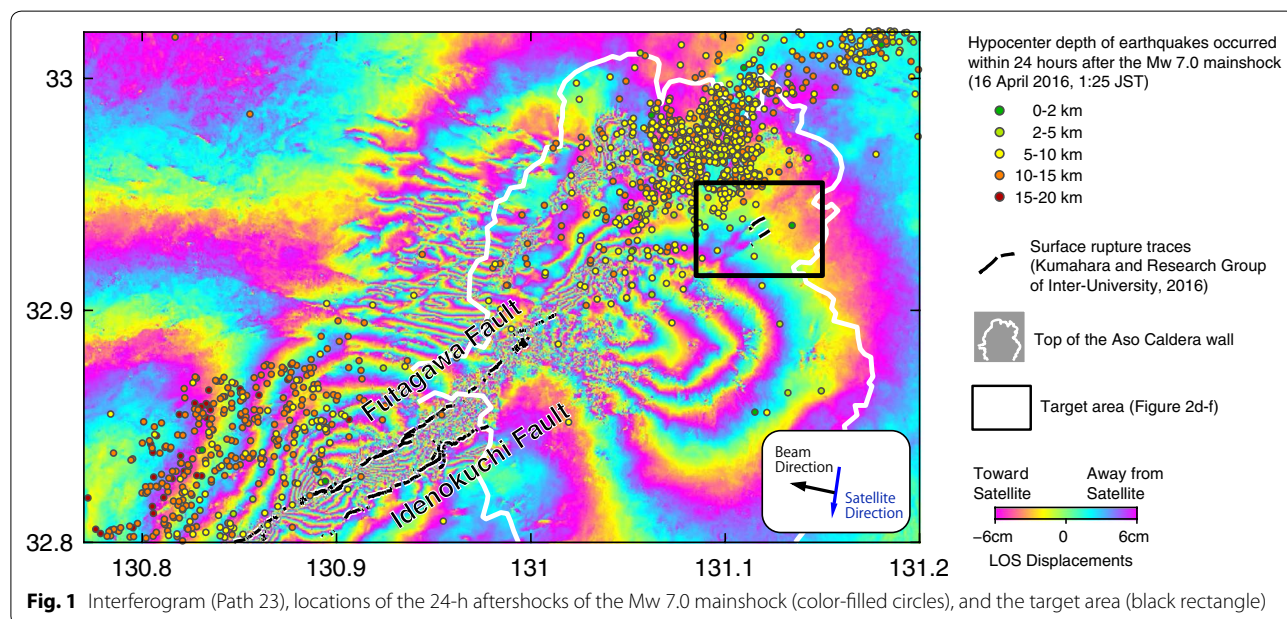 33
32.9
32.8
130.8
130.9
131
131.1
131.2
Futagawa Fault
Idenokuchi Fault
Beam
Direction
Satellite
Direction
Hypocenter depth of earthquakes occurred
within 24 hours after the Mw 7.0 mainshock
(16 April 2016, 1:25 JST)
0-2 km
2-5 km
5-10 km
10-15 km
15-20 km
Surface rupture traces
(Kumahara and Research Group
of Inter-University, 2016)
Top of the Aso Caldera wall
Target area (Figure 2d-f)
Toward
Satellite
Away from
Satellite
−6cm
0
6cm
LOS Displacements
Fig. 1 Interferogram (Path 23), locations of the 24-h aftershocks of the Mw 7.0 mainshock (color-filled circles), and the target area (black rectangle)